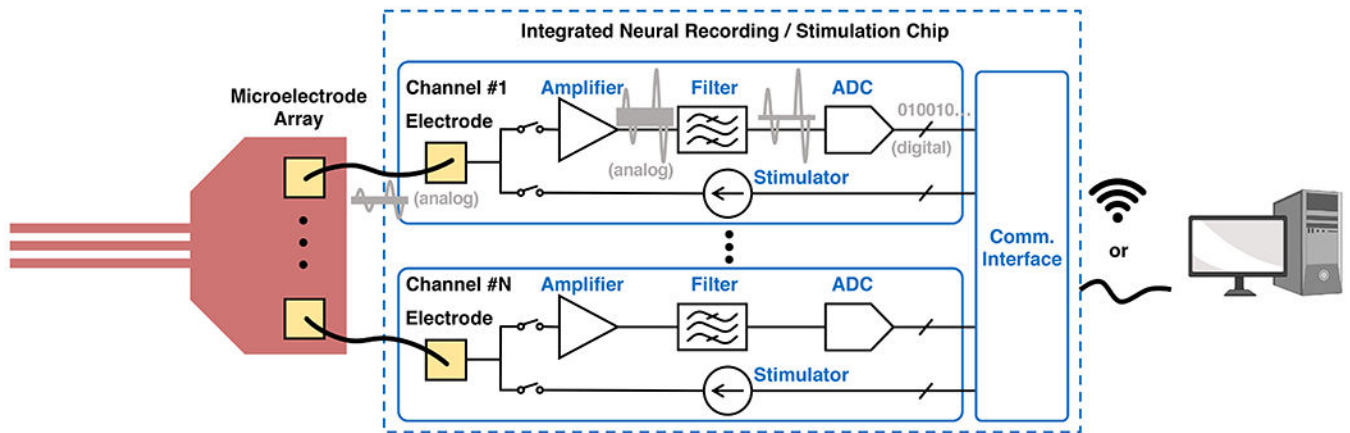 Integrated Neural Recording / Stimulation Chip
Microelectrode
Array
(analog)
Channel #1
Electrode
Amplifier
(analog)
Filter
ADC
010010...
(digital)
Stimulator
Channel #N
Electrode
Amplifier
Filter
ADC
Stimulator
Comm.
Interface
or